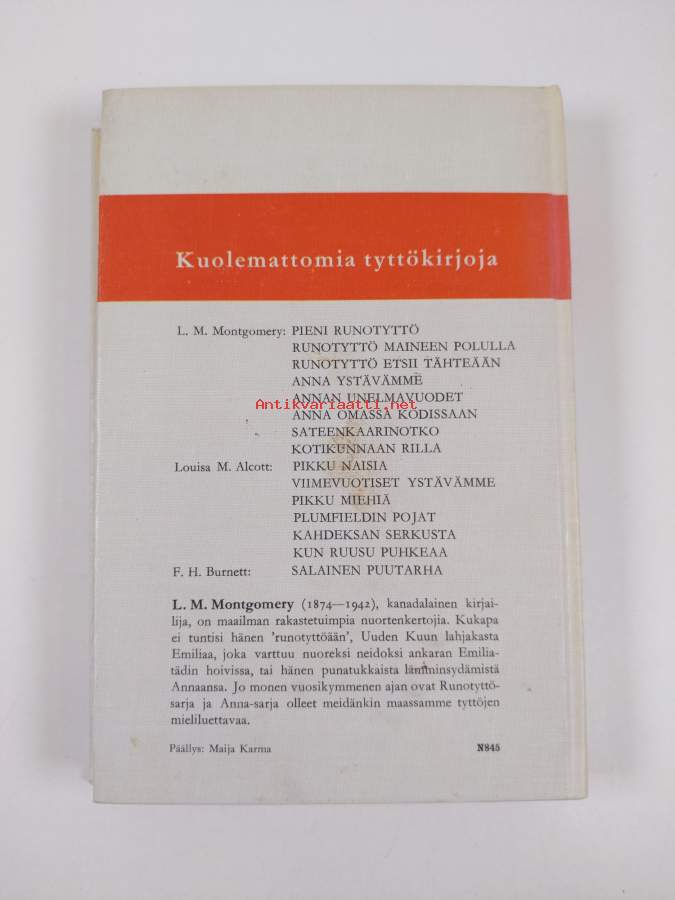 Kuolemattomia tyttökirjoja
L. M. Montgomery: PIENI RUNOTYTTÖ
RUNOTYTTÖ MAINEEN POLULLA
RUNOTYTTÖ ETSII TÄHTEÄÄN
ANNA YSTÄVÄMME
ANNAN UNELMAVUODET
Antikvariaatti.net
ANNA OMASSA KODISSAAN
SATEENKAARINOTKO
KOTIKUNNAAN RILLA
Louisa M. Alcott: PIKKU NAISIA
VIIMEVUOTISET YSTÄVÄMME
PIKKU MIEHIÄ
PLUMFIELDIN POJAT
KAHDEKSAN SERKUSTA
KUN RUUSU PUHKEAA
F. H. Burnett: SALAINEN PUUTARHA
L. M. Montgomery (1874—1942), kanadalainen kirjai-
lija, on maailman rakastetuimpia nuortenkertojia. Kukapa
ei tuntisi hänen 'runotyttöään', Uuden Kuun lahjakasta
Emiliaa, joka varttuu nuoreksi neidoksi ankaran Emilia-
tädin hoivissa, tai hänen punatukkaista lämminsydämistä
Annaansa. Jo monen vuosikymmenen ajan ovat Runotyttö-
sarja ja Anna-sarja olleet meidänkin maassamme tyttöjen
mieliluettavaa.
Päällys: Maija Karma N845